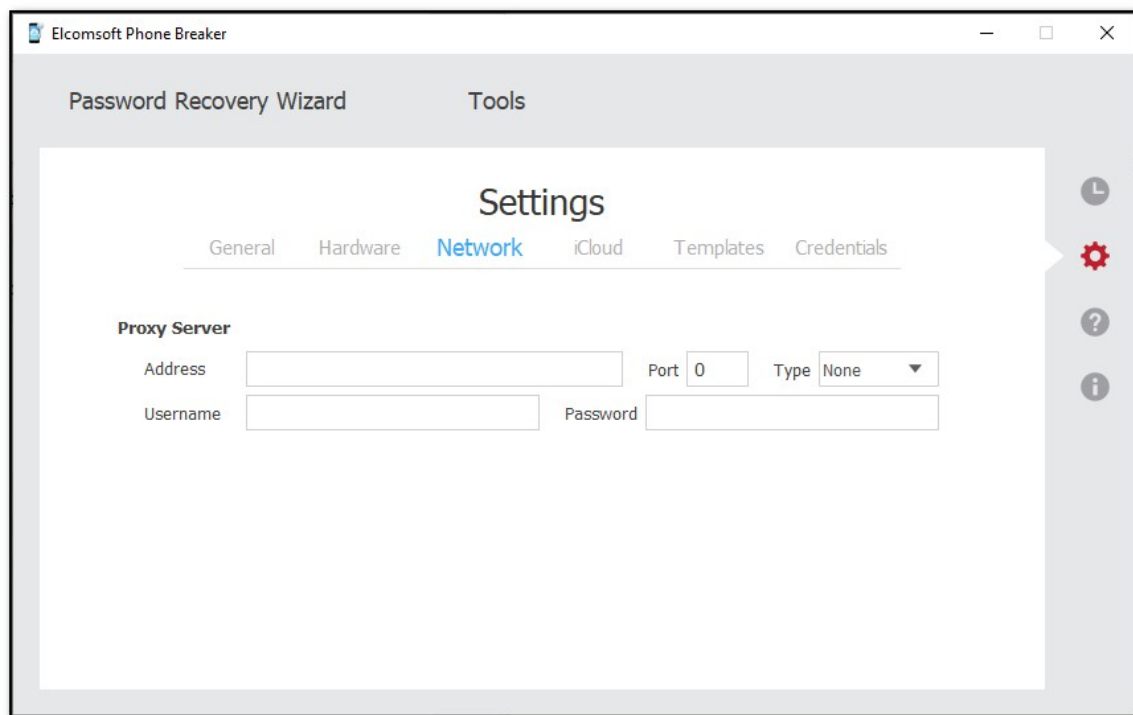 Elcomsoft Phone Breaker
Password Recovery Wizard Tools
Settings
General Hardware Network iCloud Templates Credentials
Proxy Server
Address Port 0 Type None
Username Password